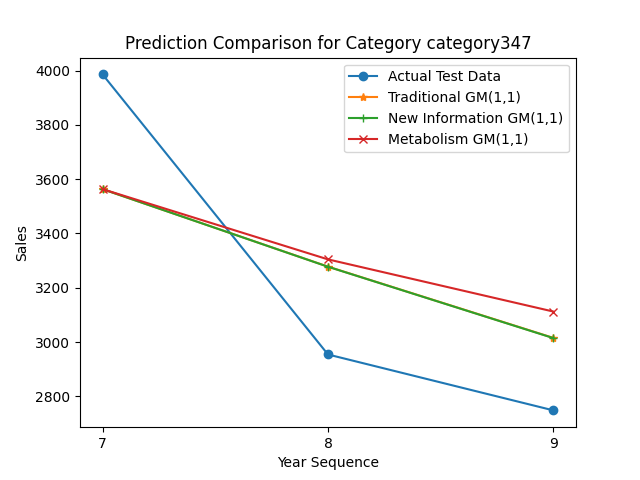 Prediction Comparison for Category category347
Actual Test Data
Traditional GM(1,1)
New Information GM(1,1)
Metabolism GM(1,1)
Sales
4000
3800
3600
3400
3200
3000
2800
7 8 9
Year Sequence